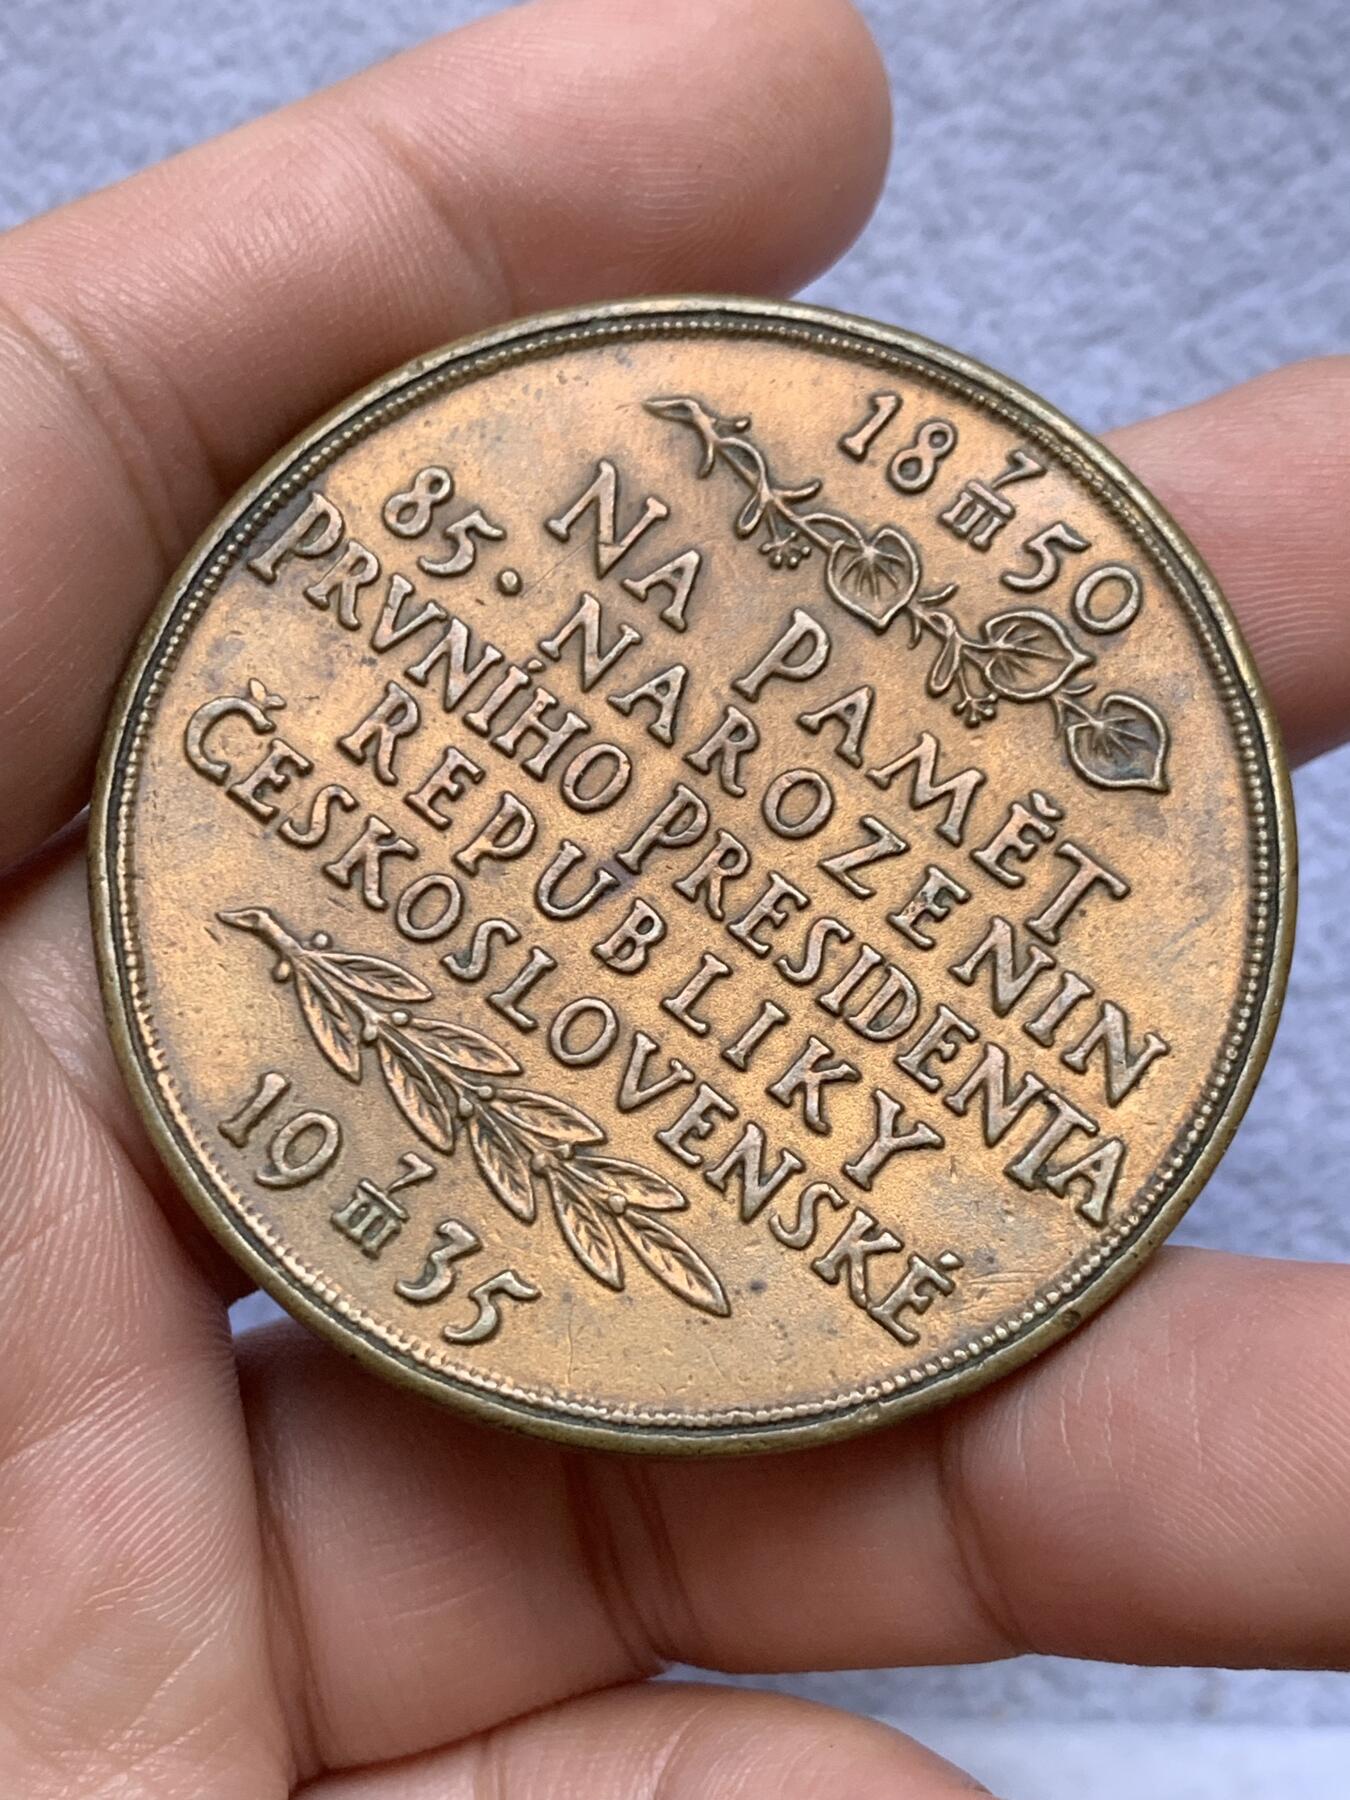 18 7/III 50
NA PAMĚT
85. NAROZENIN
PRVNÍHO PRESIDENTA
REPUBLIKY
ČESKOSLOVENSKÉ
19 7/III 35